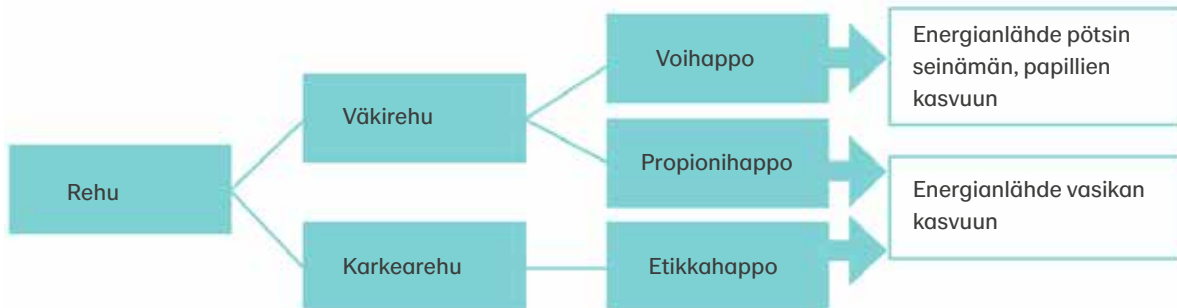 Rehu
Väkirehu
Karkearehu
Voihappo
Propionihappo
Etikkahappo
Energianlähde pötsin
seinämän, papillien
kasvuun
Energianlähde vasikan
kasvuun